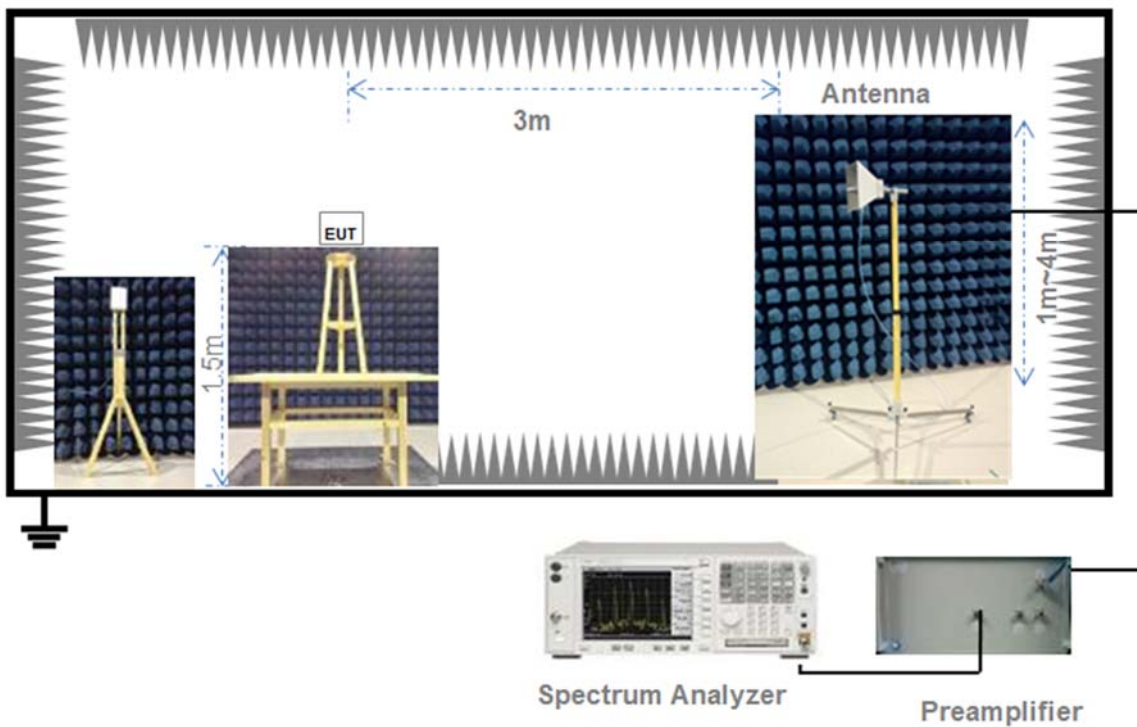 Antenna
3m
EUT
1.5m
1m~4m
Spectrum Analyzer
Preamplifier